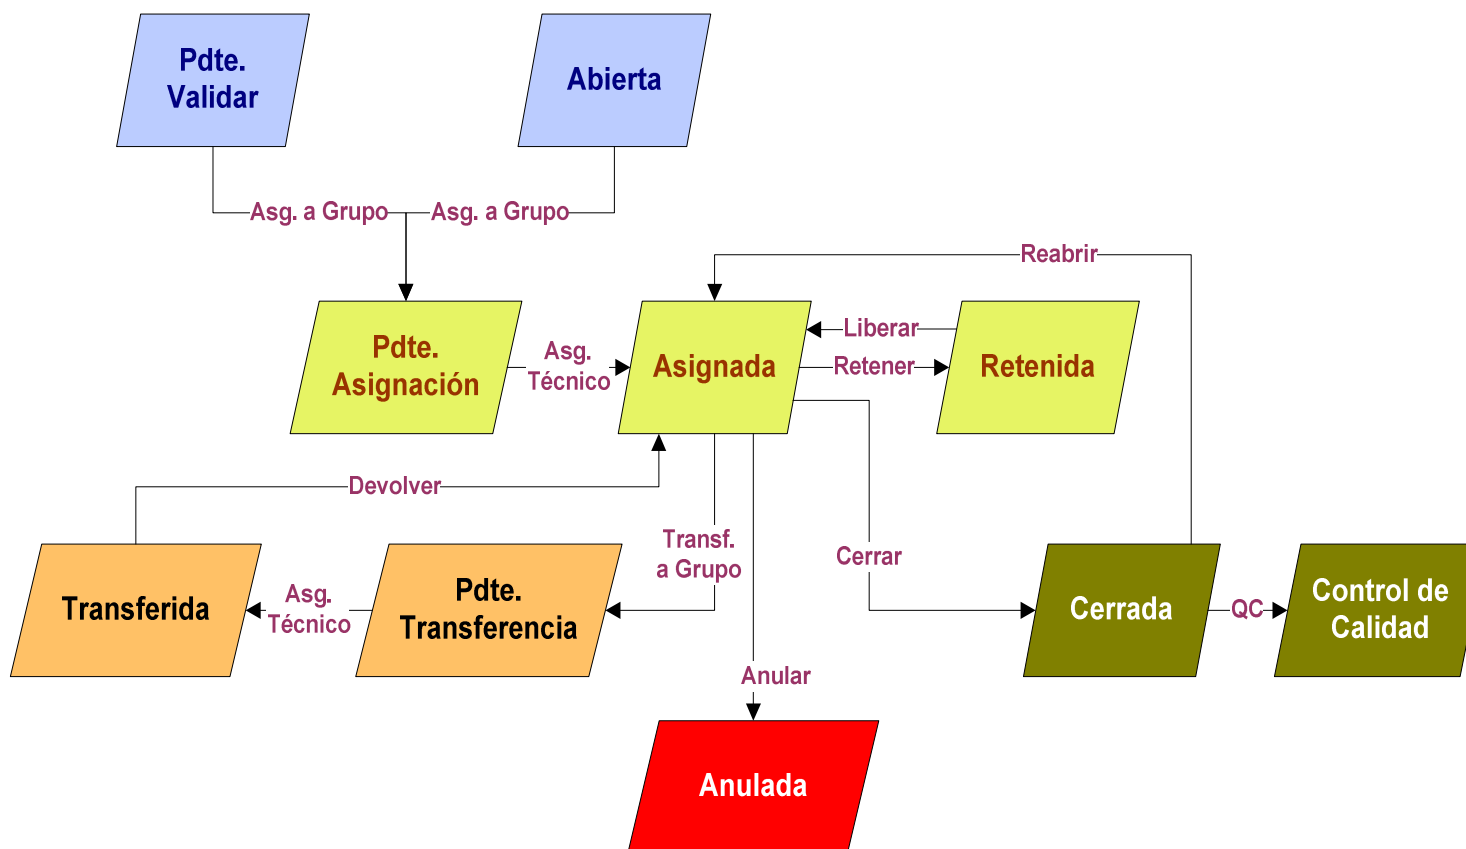 Pdte.
Validar
Abierta
Asg. a Grupo
Asg. a Grupo
Reabrir
Pdte.
Asignación
Asg.
Técnico
Asignada
Liberar
Retener
Retenida
Devolver
Transf.
a Grupo
Cerrar
Transferida
Asg.
Técnico
Pdte.
Transferencia
Cerrada
QC
Control de
Calidad
Anular
Anulada